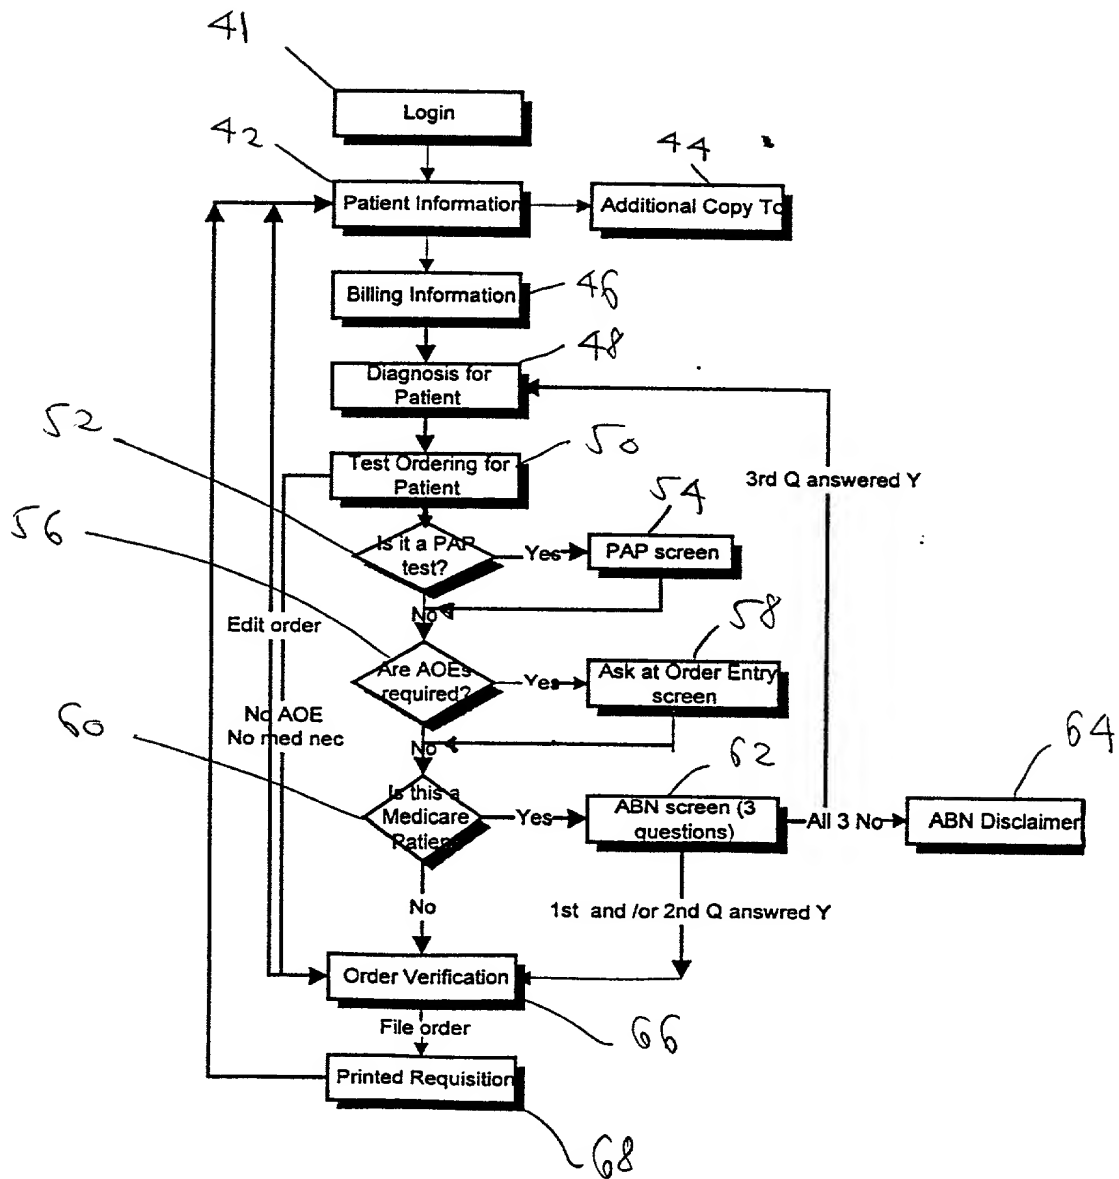 41
Login
42
44
Patient Information
Additional Copy To
Billing Information
46
48
Diagnosis for
Patient
52
50
Test Ordering for
Patient
3rd Q answered Y
54
56
Is it a PAP
test?
Yes
PAP screen
No
58
Edit order
Are AOEs
required?
Yes
Ask at Order Entry
screen
60
No AOE
No med nec
No
62
64
Is this a
Medicare
Patient
Yes
ABN screen (3
questions)
All 3 No
ABN Disclaimer
No
1st and /or 2nd Q answred Y
Order Verification
66
File order
Printed Requisition
68